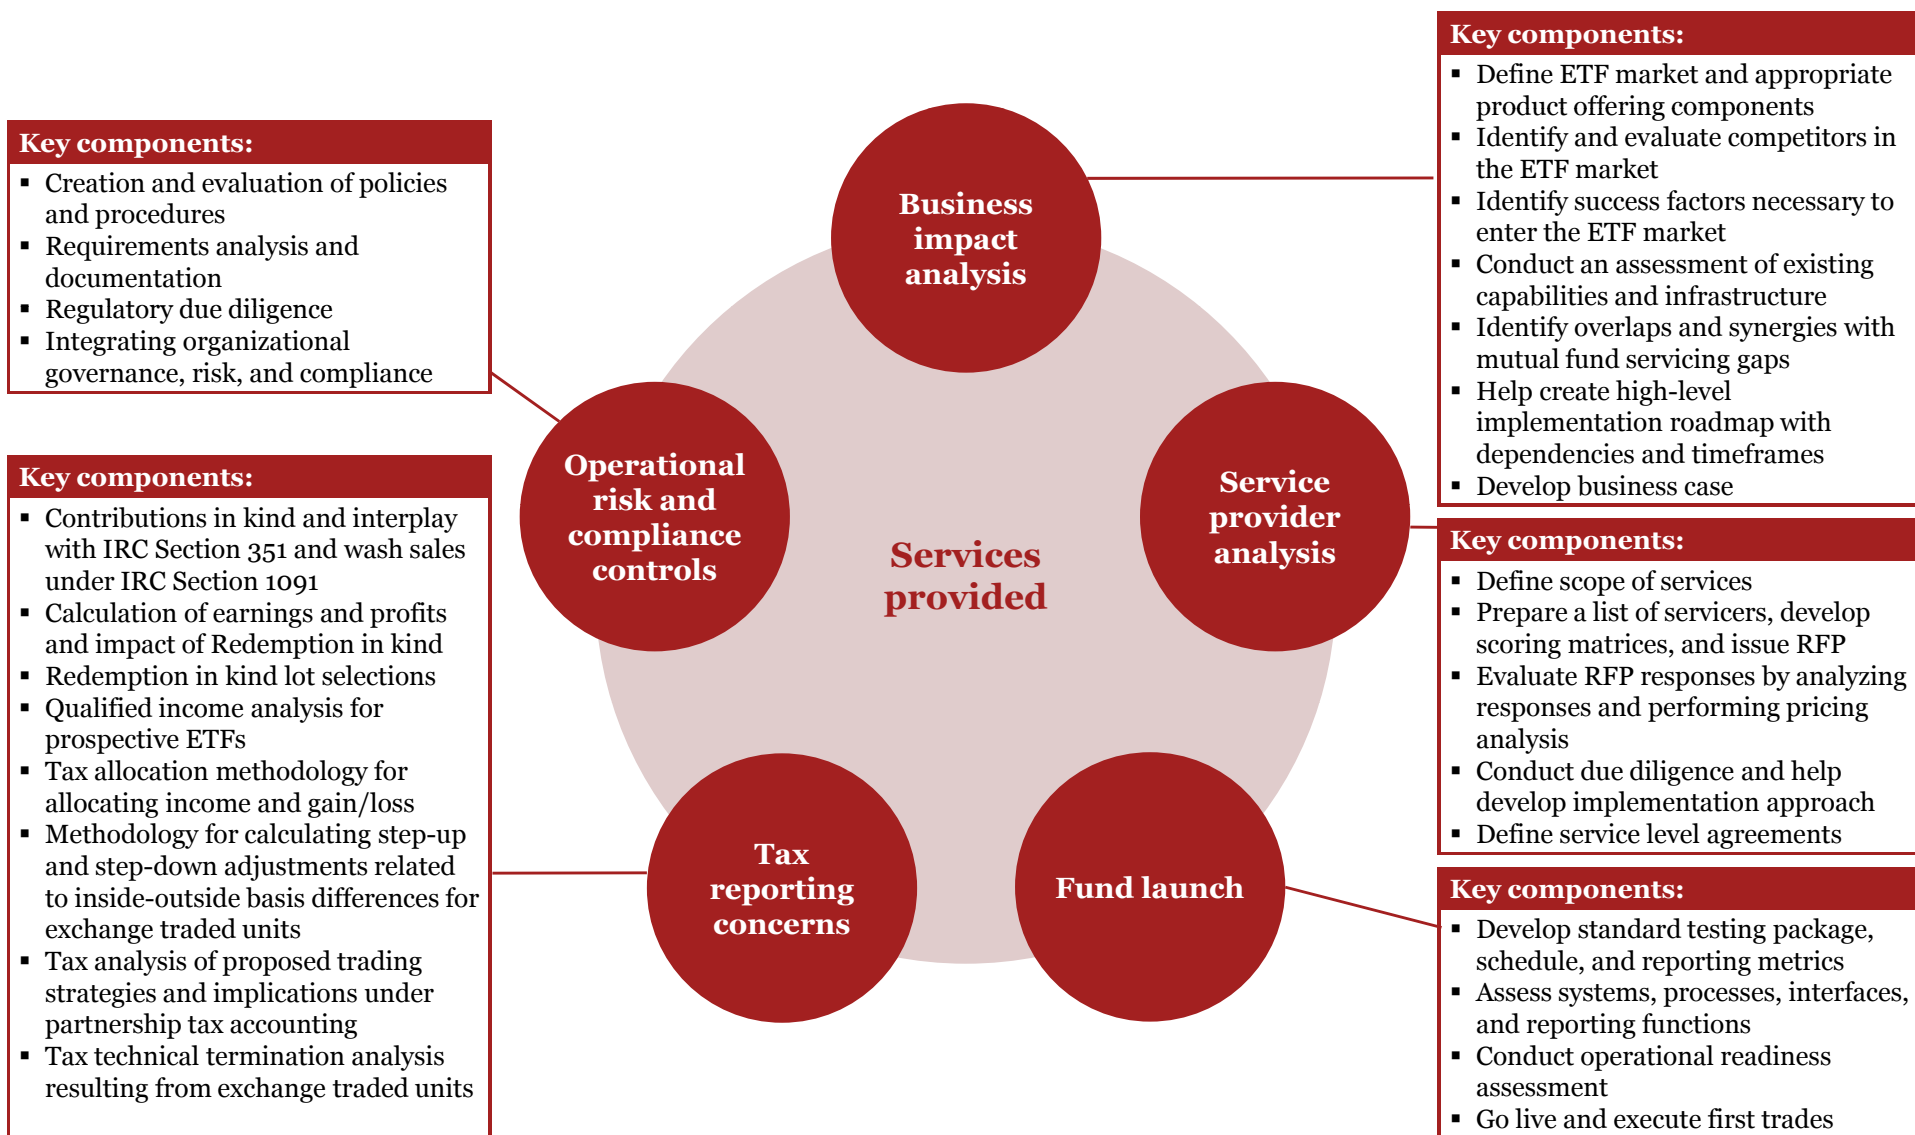 Key components:
▪ Creation and evaluation of policies
and procedures
▪ Requirements analysis and
documentation
▪ Regulatory due diligence
▪ Integrating organizational
governance, risk, and compliance
Key components:
▪ Contributions in kind and interplay
with IRC Section 351 and wash sales
under IRC Section 1091
▪ Calculation of earnings and profits
and impact of Redemption in kind
▪ Redemption in kind lot selections
▪ Qualified income analysis for
prospective ETFs
▪ Tax allocation methodology for
allocating income and gain/loss
▪ Methodology for calculating step-up
and step-down adjustments related
to inside-outside basis differences for
exchange traded units
▪ Tax analysis of proposed trading
strategies and implications under
partnership tax accounting
▪ Tax technical termination analysis
resulting from exchange traded units
Business
impact
analysis
Operational
risk and
compliance
controls
Services
provided
Service
provider
analysis
Tax
reporting
concerns
Fund launch
Key components:
▪ Define ETF market and appropriate
product offering components
▪ Identify and evaluate competitors in
the ETF market
▪ Identify success factors necessary to
enter the ETF market
▪ Conduct an assessment of existing
capabilities and infrastructure
▪ Identify overlaps and synergies with
mutual fund servicing gaps
▪ Help create high-level
implementation roadmap with
dependencies and timeframes
▪ Develop business case
Key components:
▪ Define scope of services
▪ Prepare a list of servicers, develop
scoring matrices, and issue RFP
▪ Evaluate RFP responses by analyzing
responses and performing pricing
analysis
▪ Conduct due diligence and help
develop implementation approach
▪ Define service level agreements
Key components:
▪ Develop standard testing package,
schedule, and reporting metrics
▪ Assess systems, processes, interfaces,
and reporting functions
▪ Conduct operational readiness
assessment
▪ Go live and execute first trades